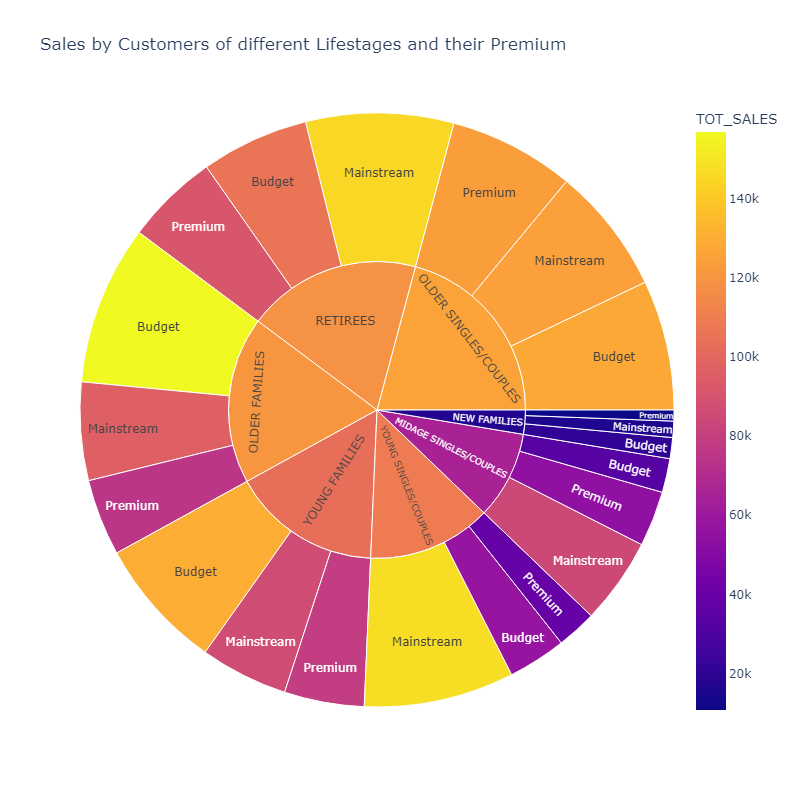 Sales by Customers of different Lifestages and their Premium
TOT_SALES
140k
120k
100k
80k
60k
40k
20k
OLDER SINGLES/COUPLES
Budget
Mainstream
Premium
RETIREES
Mainstream
Budget
Premium
OLDER FAMILIES
Budget
Mainstream
Premium
YOUNG FAMILIES
Budget
Mainstream
Premium
YOUNG SINGLES/COUPLES
Mainstream
Budget
Premium
MIDAGE SINGLES/COUPLES
Mainstream
Premium
Budget
NEW FAMILIES
Budget
Mainstream
Premium